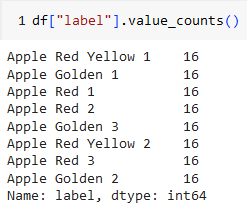 1 df["label"].value_counts()
Apple Red Yellow 1    16
Apple Golden 1        16
Apple Red 1           16
Apple Red 2           16
Apple Golden 3        16
Apple Red Yellow 2    16
Apple Red 3           16
Apple Golden 2        16
Name: label, dtype: int64